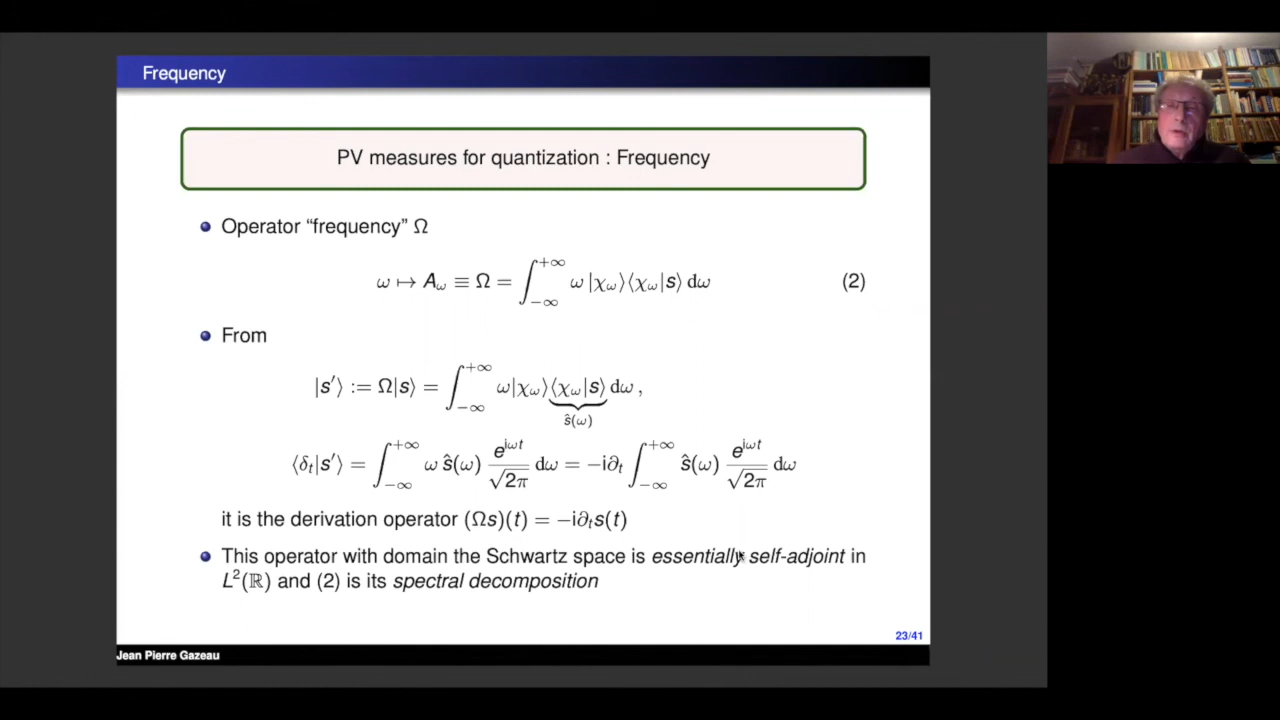 Frequency
PV measures for quantization : Frequency
Operator “frequency” Ω
ω ↦ A_ω ≡ Ω = ∫_{−∞}^{+∞} ω |χ_ω⟩⟨χ_ω|s⟩ dω (2)
From
|s′⟩ := Ω|s⟩ = ∫_{−∞}^{+∞} ω|χ_ω⟩⟨χ_ω|s⟩ dω ,
ŝ(ω)
⟨δ_t|s′⟩ = ∫_{−∞}^{+∞} ω ŝ(ω) e^{iωt}/√2π dω = −i∂_t ∫_{−∞}^{+∞} ŝ(ω) e^{iωt}/√2π dω
it is the derivation operator (Ωs)(t) = −i∂_t s(t)
This operator with domain the Schwartz space is essentially self-adjoint in
L²(ℝ) and (2) is its spectral decomposition
23/41
Jean Pierre Gazeau